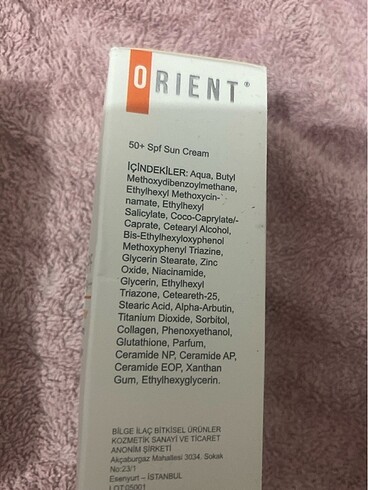 ORIENT®
50+ Spf Sun Cream
İÇİNDEKİLER: Aqua, Butyl
Methoxydibenzoylmethane,
Ethylhexyl Methoxycin-
namate, Ethylhexyl
Salicylate, Coco-Caprylate/-
Caprate, Cetearyl Alcohol,
Bis-Ethylhexyloxyphenol
Methoxyphenyl Triazine,
Glycerin Stearate, Zinc
Oxide, Niacinamide,
Glycerin, Ethylhexyl
Triazone, Ceteareth-25,
Stearic Acid, Alpha-Arbutin,
Titanium Dioxide, Sorbitol,
Collagen, Phenoxyethanol,
Glutathione, Parfum,
Ceramide NP, Ceramide AP,
Ceramide EOP, Xanthan
Gum, Ethylhexyglycerin.
BİLGE İLAÇ BİTKİSEL ÜRÜNLER
KOZMETİK SANAYİ VE TİCARET
ANONİM ŞİRKETİ
Akçaburgaz Mahallesi 3034. Sokak
No:23/1
Esenyurt – İSTANBUL
LOT:05001